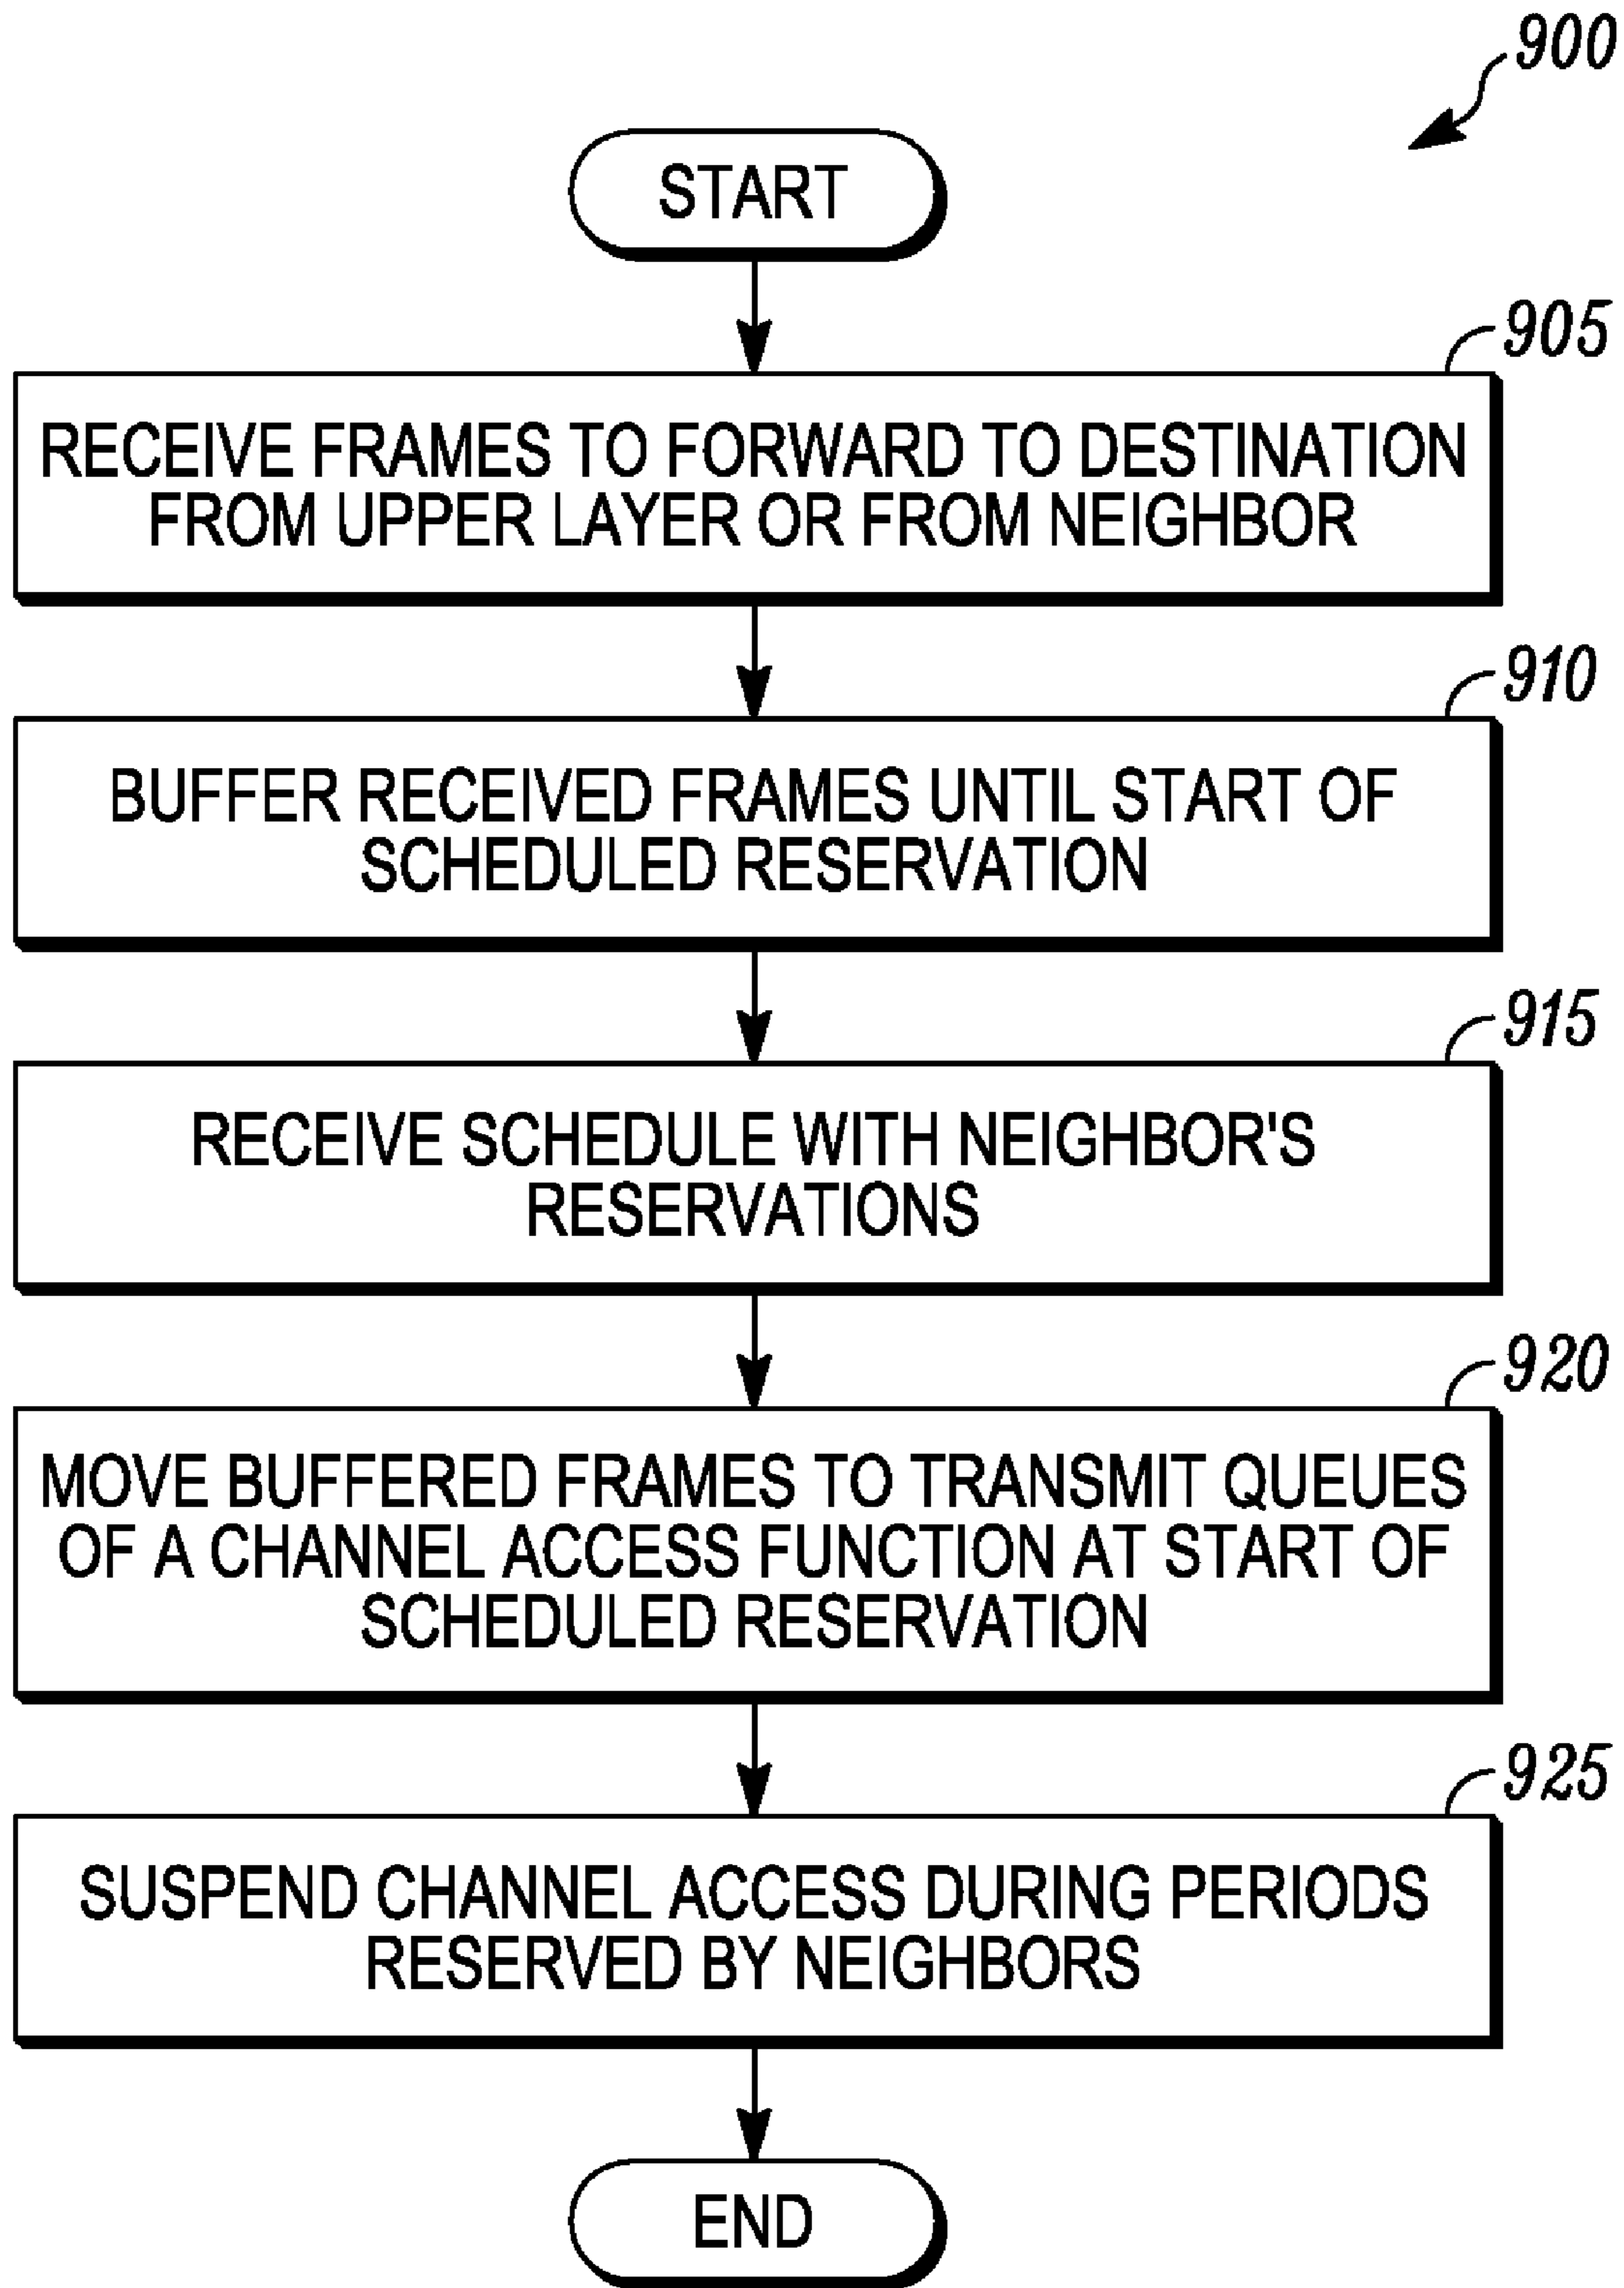 900
START
905
RECEIVE FRAMES TO FORWARD TO DESTINATION
FROM UPPER LAYER OR FROM NEIGHBOR
910
BUFFER RECEIVED FRAMES UNTIL START OF
SCHEDULED RESERVATION
915
RECEIVE SCHEDULE WITH NEIGHBOR'S
RESERVATIONS
920
MOVE BUFFERED FRAMES TO TRANSMIT QUEUES
OF A CHANNEL ACCESS FUNCTION AT START OF
SCHEDULED RESERVATION
925
SUSPEND CHANNEL ACCESS DURING PERIODS
RESERVED BY NEIGHBORS
END